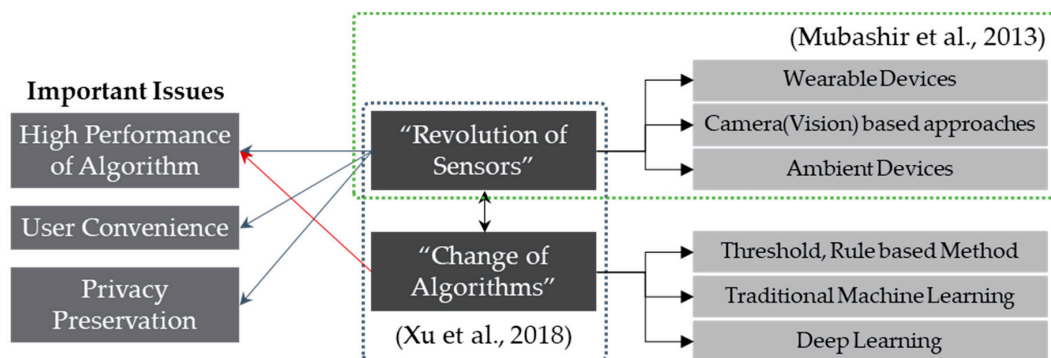 (Mubashir et al., 2013)
Important Issues
High Performance
of Algorithm
User Convenience
Privacy
Preservation
“Revolution of
Sensors”
“Change of
Algorithms”
(Xu et al., 2018)
Wearable Devices
Camera(Vision) based approaches
Ambient Devices
Threshold, Rule based Method
Traditional Machine Learning
Deep Learning